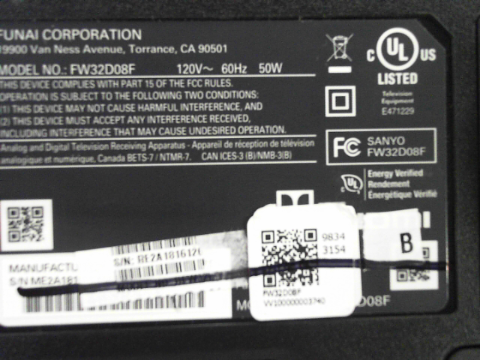 FUNAI CORPORATION
19900 Van Ness Avenue, Torrance, CA 90501
MODEL NO.: FW32D08F 120V~ 60Hz 50W
THIS DEVICE COMPLIES WITH PART 15 OF THE FCC RULES.
OPERATION IS SUBJECT TO THE FOLLOWING TWO CONDITIONS:
(1) THIS DEVICE MAY NOT CAUSE HARMFUL INTERFERENCE, AND
(2) THIS DEVICE MUST ACCEPT ANY INTERFERENCE RECEIVED,
INCLUDING INTERFERENCE THAT MAY CAUSE UNDESIRED OPERATION.
Analog and Digital Television Receiving Apparatus - Appareil de réception de télévision
analogique et numérique, Canada BETS-7 / NTMR-7. CAN ICES-3 (B)/NMB-3(B)
C UL US
LISTED
Television
Equipment
E471229
FC SANYO
FW32D08F
Energy Verified
Rendement
Énergétique Vérifié
MANUFACTU
S/N: ME2A181
S/N:
9834
3154
FW32D08F
VV100000003740
B
D08F